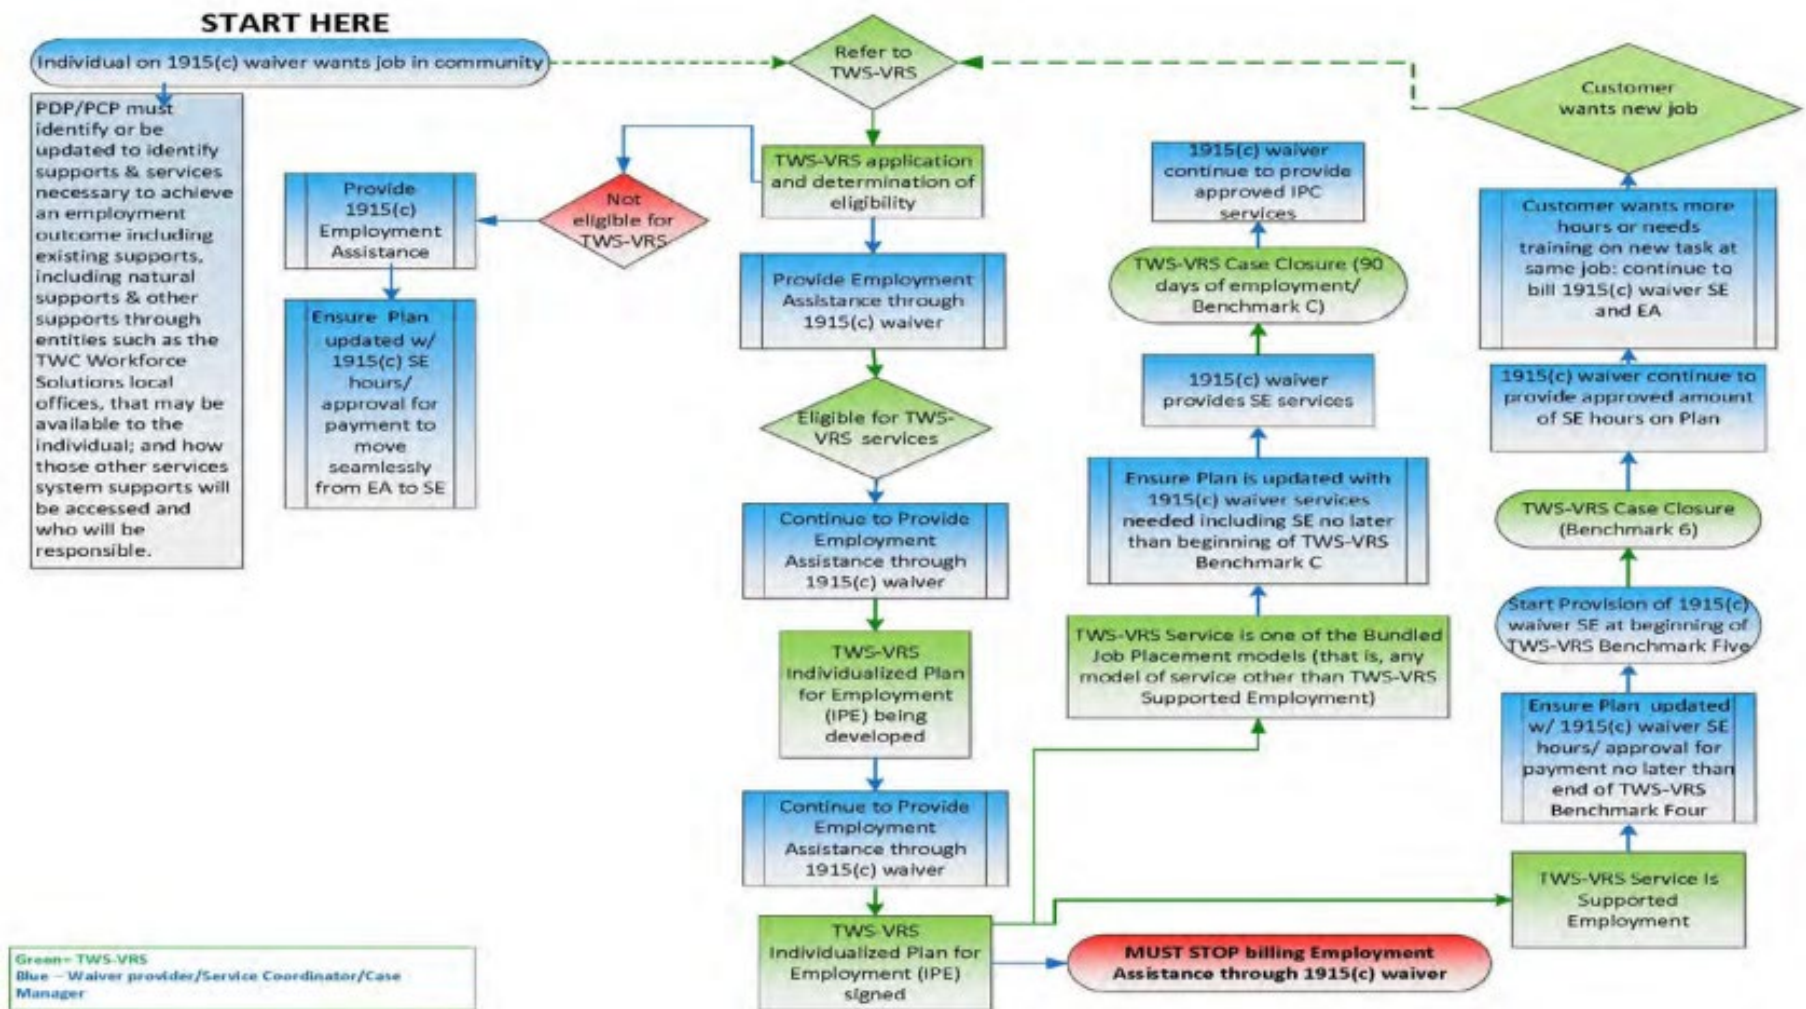 START HERE
Individual on 1915(c) waiver wants job in community
PDP/PCP must
identify or be
updated to identify
supports & services
necessary to achieve
an employment
outcome including
existing supports,
including natural
supports & other
supports through
entities such as the
TWC Workforce
Solutions local
offices, that may be
available to the
individual; and how
those other services
system supports will
be accessed and
who will be
responsible.
Refer to
TWS-VRS
TWS-VRS application
and determination of
eligibility
Not
eligible for
TWS-VRS
Provide
1915(c)
Employment
Assistance
Ensure Plan
updated w/
1915(c) SE
hours/
approval for
payment to
move
seamlessly
from EA to SE
Provide Employment
Assistance through
1915(c) waiver
Eligible for TWS-
VRS services
Continue to Provide
Employment
Assistance through
1915(c) waiver
TWS-VRS
Individualized Plan
for Employment
(IPE) being
developed
Continue to Provide
Employment
Assistance through
1915(c) waiver
TWS-VRS
Individualized Plan for
Employment (IPE)
signed
MUST STOP billing Employment
Assistance through 1915(c) waiver
1915(c) waiver
continue to provide
approved IPC
services
TWS-VRS Case Closure (90
days of employment/
Benchmark C)
1915(c) waiver
provides SE services
Ensure Plan is updated with
1915(c) waiver services
needed including SE no later
than beginning of TWS-VRS
Benchmark C
TWS-VRS Service is one of the Bundled
Job Placement models (that is, any
model of service other than TWS-VRS
Supported Employment)
Customer
wants new job
Customer wants more
hours or needs
training on new task at
same job: continue to
bill 1915(c) waiver SE
and EA
1915(c) waiver continue to
provide approved amount
of SE hours on Plan
TWS-VRS Case Closure
(Benchmark 6)
Start Provision of 1915(c)
waiver SE at beginning of
TWS-VRS Benchmark Five
Ensure Plan updated
w/ 1915(c) waiver SE
hours/ approval for
payment no later than
end of TWS-VRS
Benchmark Four
TWS-VRS Service Is
Supported
Employment
Green= TWS-VRS
Blue – Waiver provider/Service Coordinator/Case
Manager